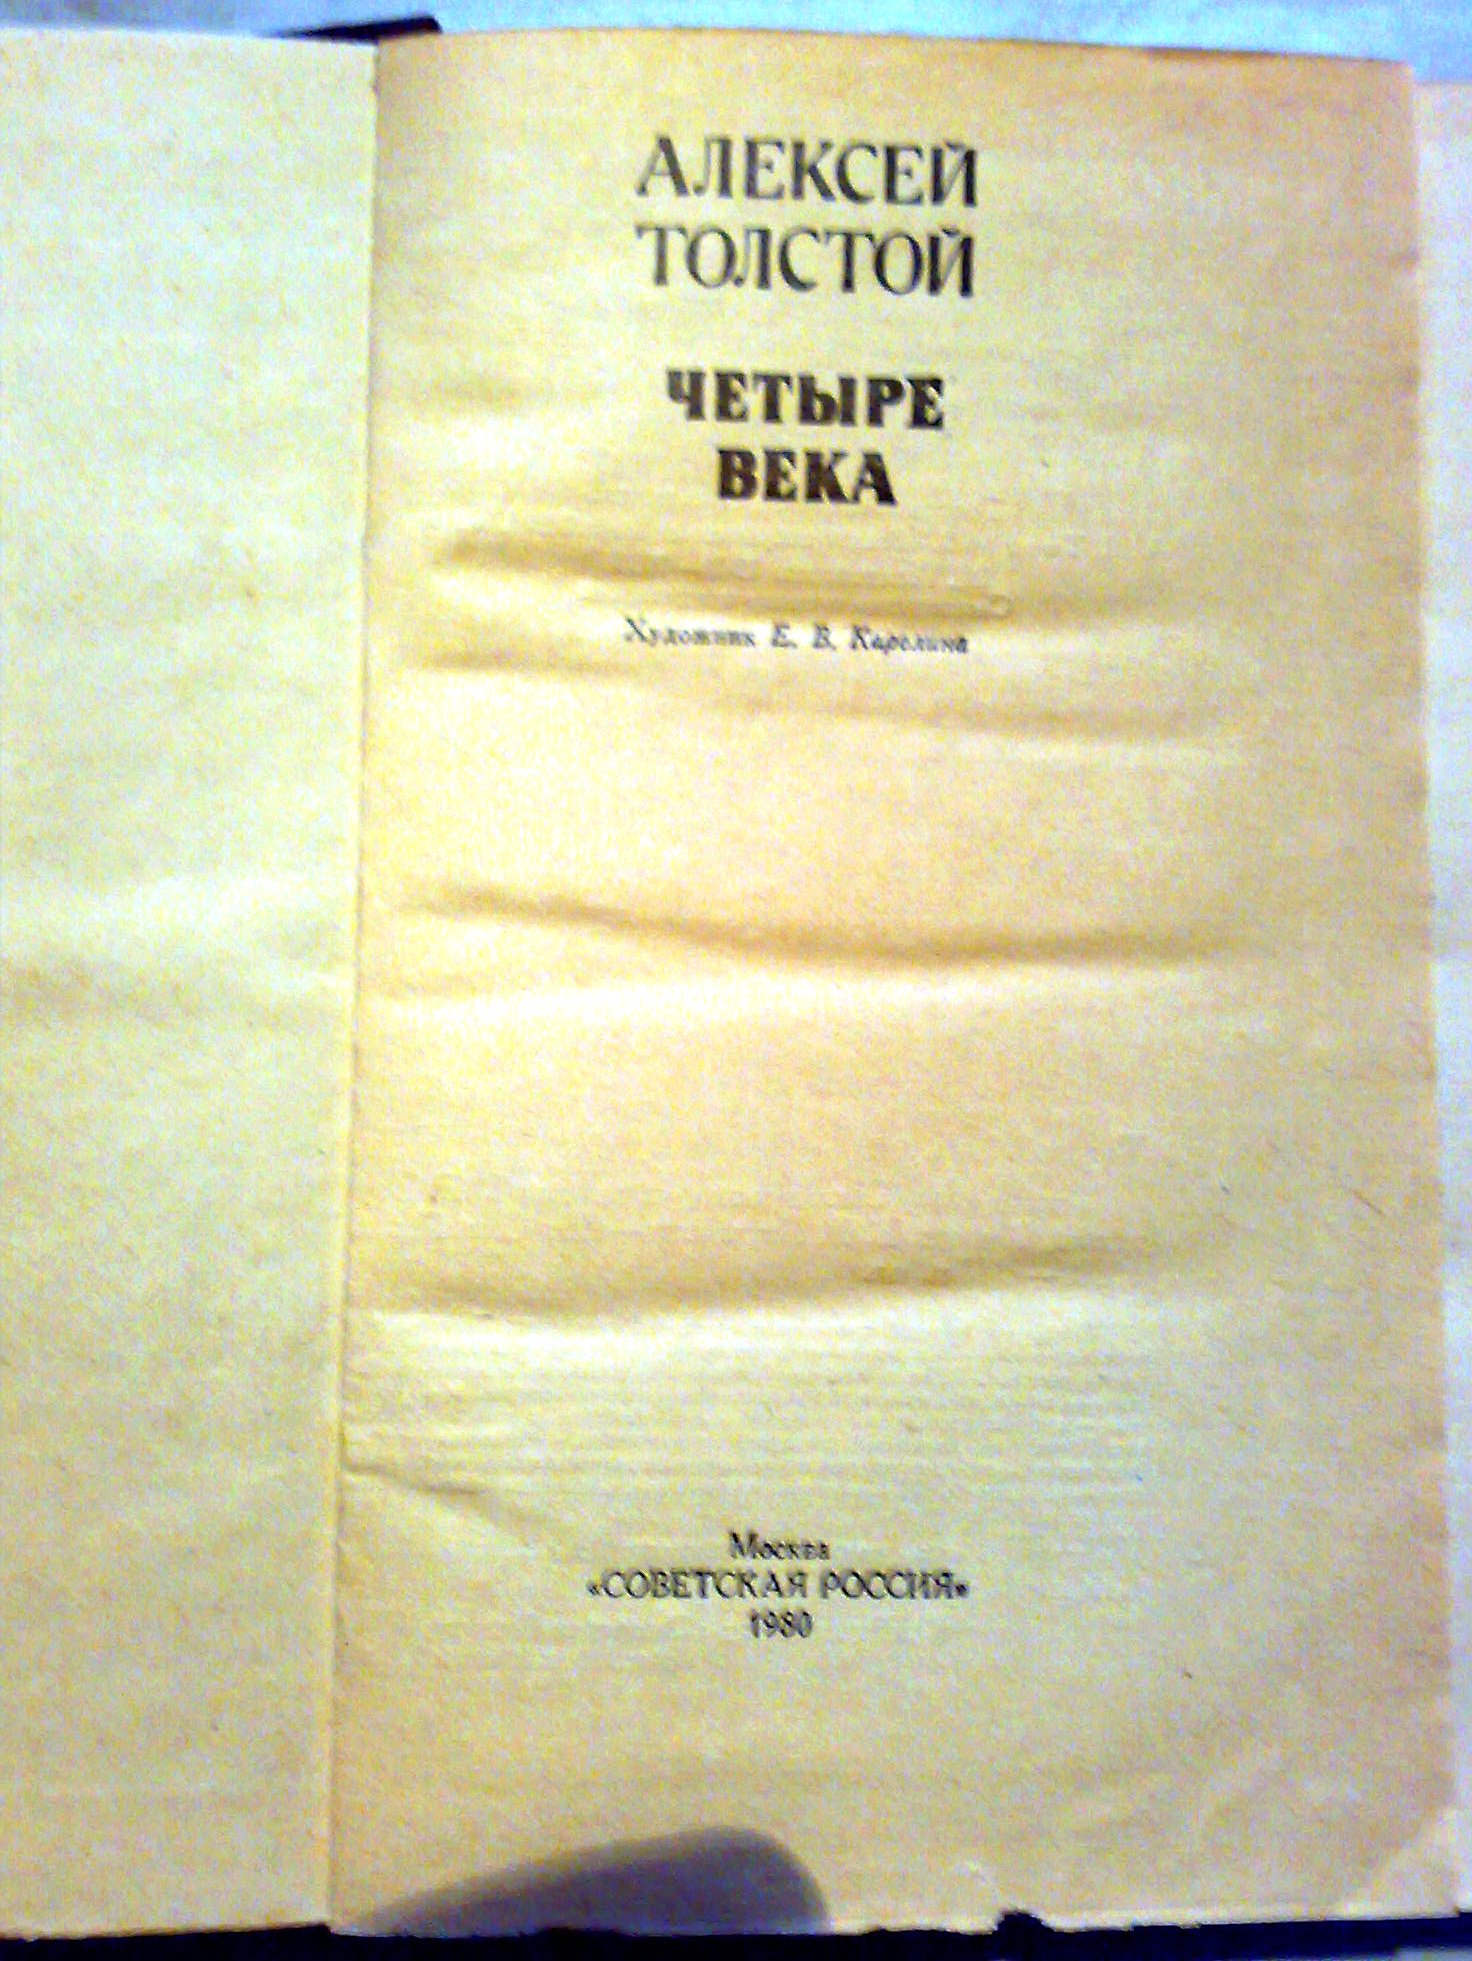 АЛЕКСЕЙ
ТОЛСТОЙ
ЧЕТЫРЕ
ВЕКА
Художник Е. В. Карелина
Москва
«СОВЕТСКАЯ РОССИЯ»
1980